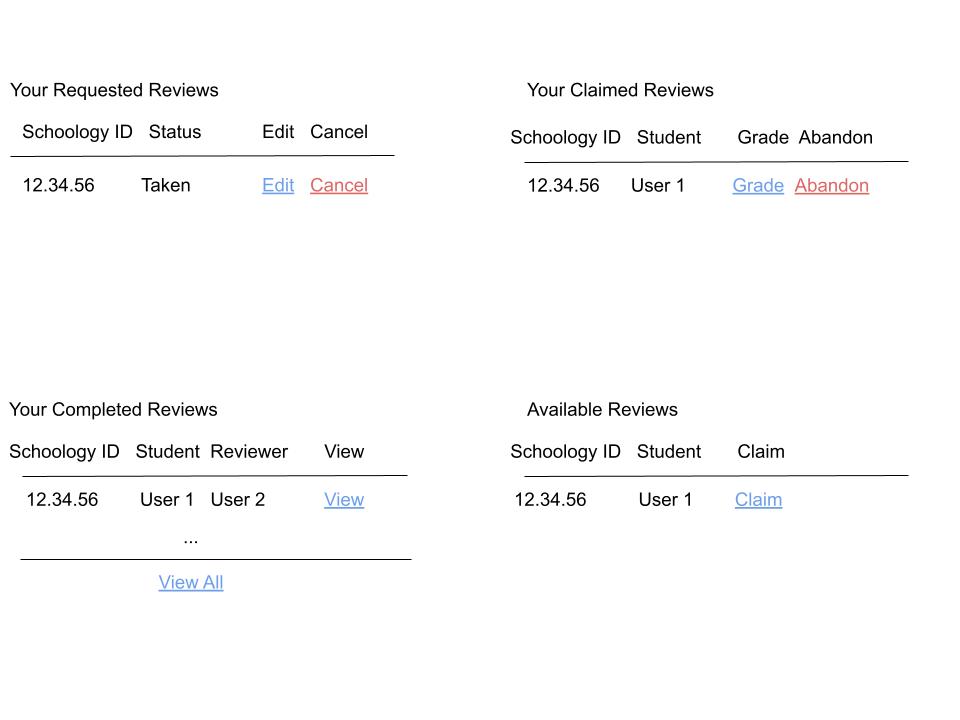 Your Requested Reviews
Schoology ID Status Edit Cancel
12.34.56 Taken Edit Cancel
Your Claimed Reviews
Schoology ID Student Grade Abandon
12.34.56 User 1 Grade Abandon
Your Completed Reviews
Schoology ID Student Reviewer View
12.34.56 User 1 User 2 View
...
View All
Available Reviews
Schoology ID Student Claim
12.34.56 User 1 Claim